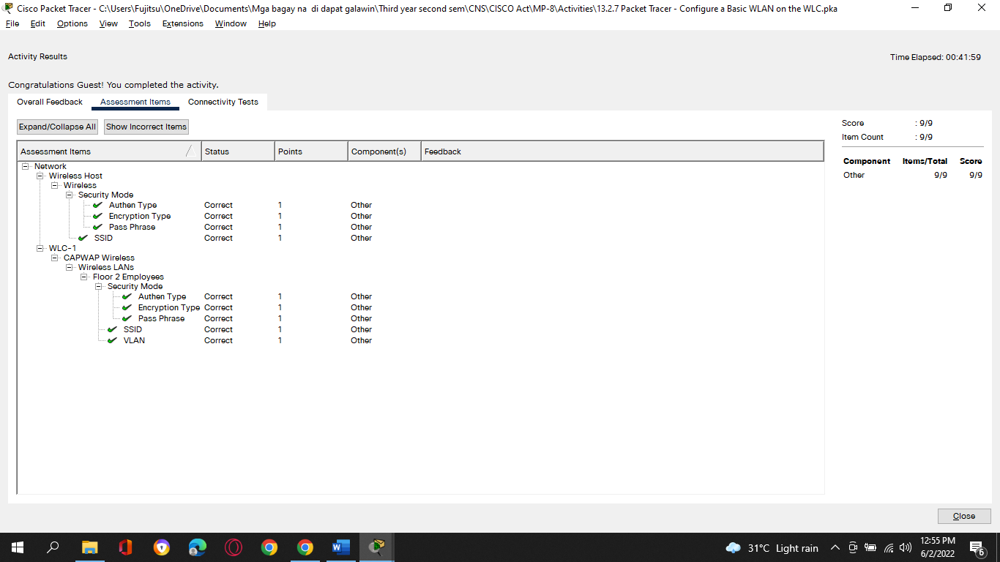 Cisco Packet Tracer - C:\Users\Fujitsu\OneDrive\Documents\Mga bagay na  di dapat galawin\Third year second sem\CNS\CISCO Act\MP-8\Activities\13.2.7 Packet Tracer - Configure a Basic WLAN on the WLC.pka
File Edit Options View Tools Extensions Window Help
Activity Results Time Elapsed: 00:41:59
Congratulations Guest! You completed the activity.
Overall Feedback Assessment Items Connectivity Tests
Expand/Collapse All Show Incorrect Items
Assessment Items Status Points Component(s) Feedback
Network
Wireless Host
Wireless
Security Mode
Authen Type Correct 1 Other
Encryption Type Correct 1 Other
Pass Phrase Correct 1 Other
SSID Correct 1 Other
WLC-1
CAPWAP Wireless
Wireless LANs
Floor 2 Employees
Security Mode
Authen Type Correct 1 Other
Encryption Type Correct 1 Other
Pass Phrase Correct 1 Other
SSID Correct 1 Other
VLAN Correct 1 Other
Score : 9/9
Item Count : 9/9
Component Items/Total Score
Other 9/9 9/9
Close
31°C Light rain
12:55 PM
6/2/2022
6